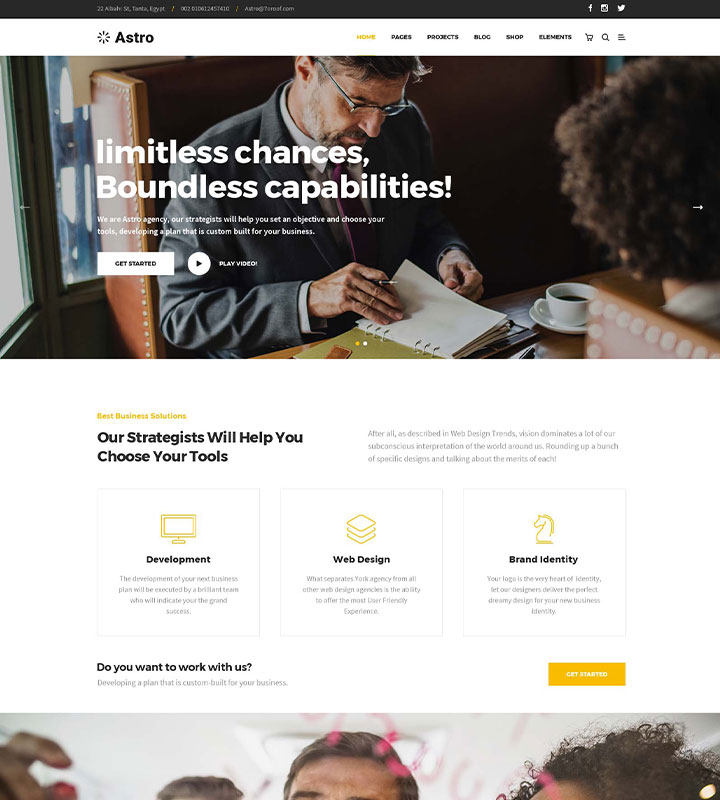 22 Albahr St, Tanta, Egypt / 002 010612457410 / Astro@7oroof.com
Astro
HOME PAGES PROJECTS BLOG SHOP ELEMENTS
limitless chances,
Boundless capabilities!
We are Astro agency, our strategists will help you set an objective and choose your
tools, developing a plan that is custom built for your business.
GET STARTED PLAY VIDEO!
Best Business Solutions
Our Strategists Will Help You
Choose Your Tools
After all, as described in Web Design Trends, vision dominates a lot of our
subconscious interpretation of the world around us. Rounding up a bunch
of specific designs and talking about the merits of each!
Development
The development of your next business
plan will be executed by a brilliant team
who will indicate your the grand
success.
Web Design
What separates York agency from all
other web design agencies is the ability
to offer the most User Friendly
Experience.
Brand Identity
Your logo is the very heart of identity,
let our designers deliver the perfect
dreamy design for your new business
Identity.
Do you want to work with us?
Developing a plan that is custom-built for your business.
GET STARTED